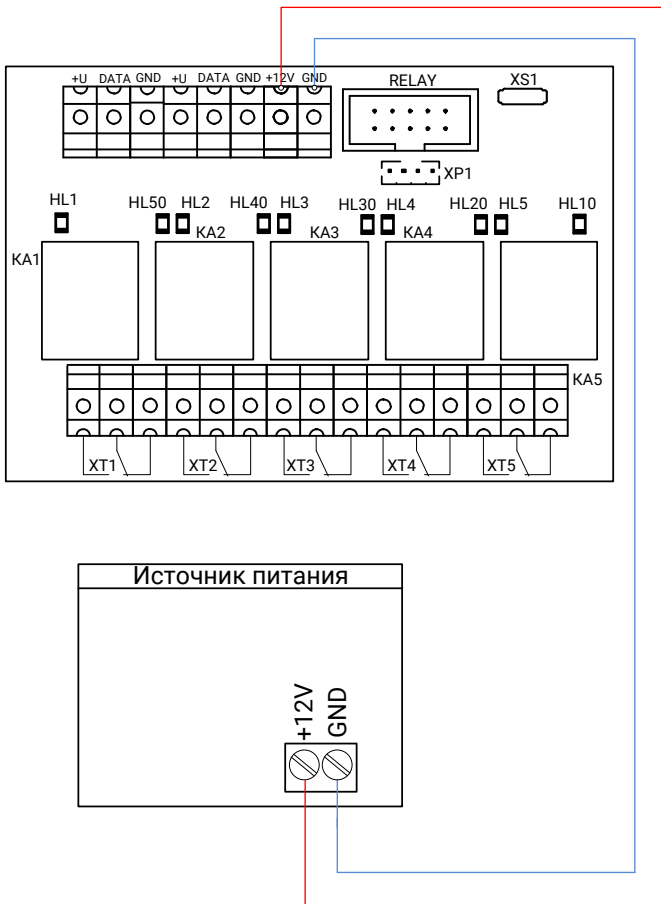 +U DATA GND +U DATA GND +12V GND
RELAY
XS1
XP1
HL1 HL50 HL2 HL40 HL3 HL30 HL4 HL20 HL5 HL10
KA1 KA2 KA3 KA4
KA5
XT1 XT2 XT3 XT4 XT5
Источник питания
+12V
GND